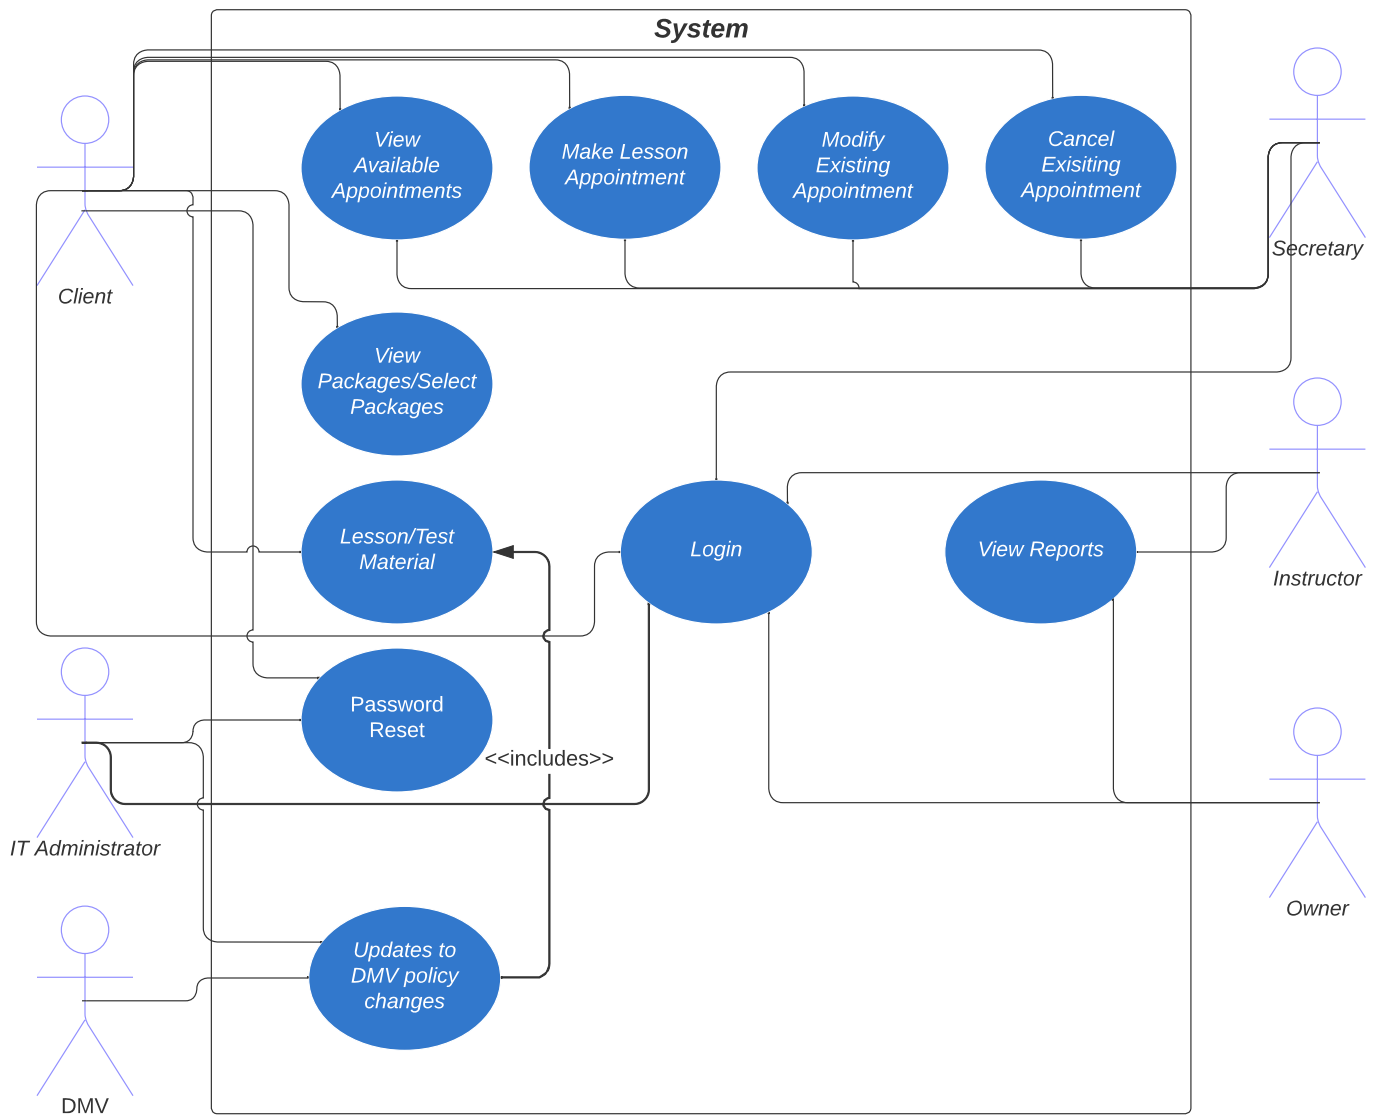 System
View
Available
Appointments
Make Lesson
Appointment
Modify
Existing
Appointment
Cancel
Exisiting
Appointment
Client
Secretary
View
Packages/Select
Packages
Lesson/Test
Material
Login
View Reports
Instructor
Password
Reset
<<includes>>
IT Administrator
Owner
Updates to
DMV policy
changes
DMV